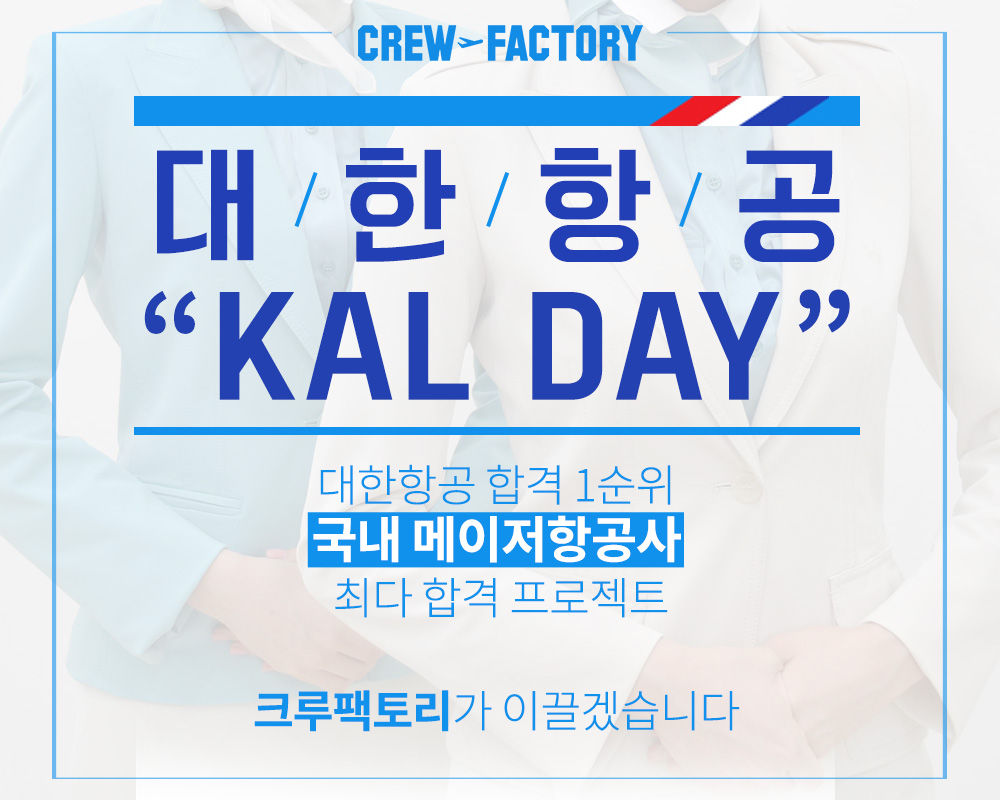 CREW FACTORY
대/한/항/공
“KAL DAY”
대한항공 합격 1순위
국내 메이저항공사
최다 합격 프로젝트
크루팩토리가 이끌겠습니다